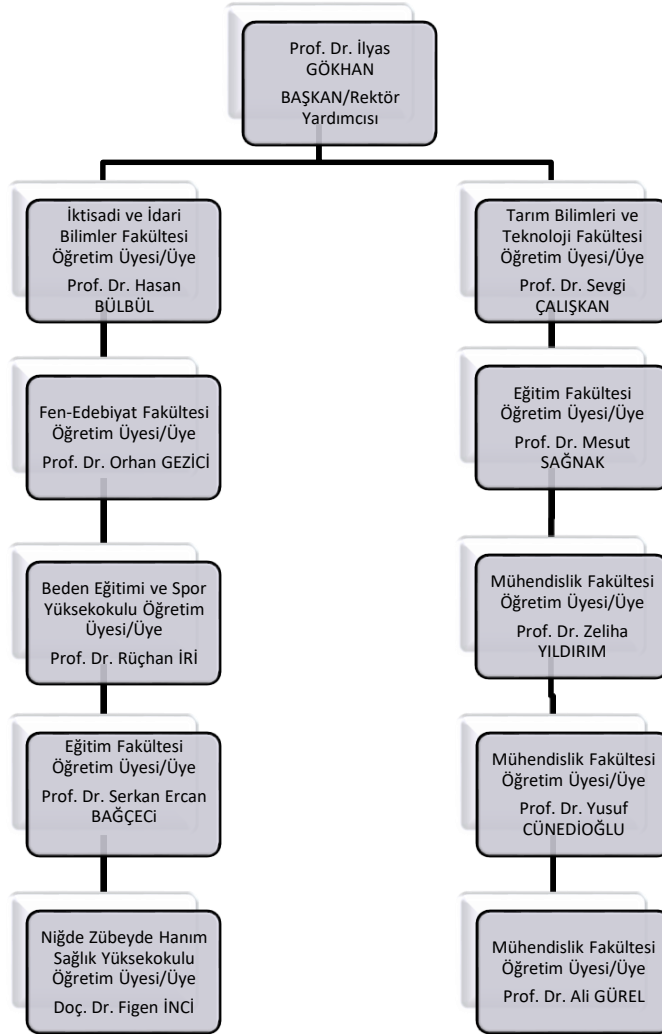 Prof. Dr. İlyas
GÖKHAN
BAŞKAN/Rektör
Yardımcısı
İktisadi ve İdari
Bilimler Fakültesi
Öğretim Üyesi/Üye
Prof. Dr. Hasan
BÜLBÜL
Fen-Edebiyat Fakültesi
Öğretim Üyesi/Üye
Prof. Dr. Orhan GEZİCİ
Beden Eğitimi ve Spor
Yüksekokulu Öğretim
Üyesi/Üye
Prof. Dr. Rüçhan İRİ
Eğitim Fakültesi
Öğretim Üyesi/Üye
Prof. Dr. Serkan Ercan
BAĞÇECi
Niğde Zübeyde Hanım
Sağlık Yüksekokulu
Öğretim Üyesi/Üye
Doç. Dr. Figen İNCİ
Tarım Bilimleri ve
Teknoloji Fakültesi
Öğretim Üyesi/Üye
Prof. Dr. Sevgi
ÇALIŞKAN
Eğitim Fakültesi
Öğretim Üyesi/Üye
Prof. Dr. Mesut
SAĞNAK
Mühendislik Fakültesi
Öğretim Üyesi/Üye
Prof. Dr. Zeliha
YILDIRIM
Mühendislik Fakültesi
Öğretim Üyesi/Üye
Prof. Dr. Yusuf
CÜNEDİOĞLU
Mühendislik Fakültesi
Öğretim Üyesi/Üye
Prof. Dr. Ali GÜREL